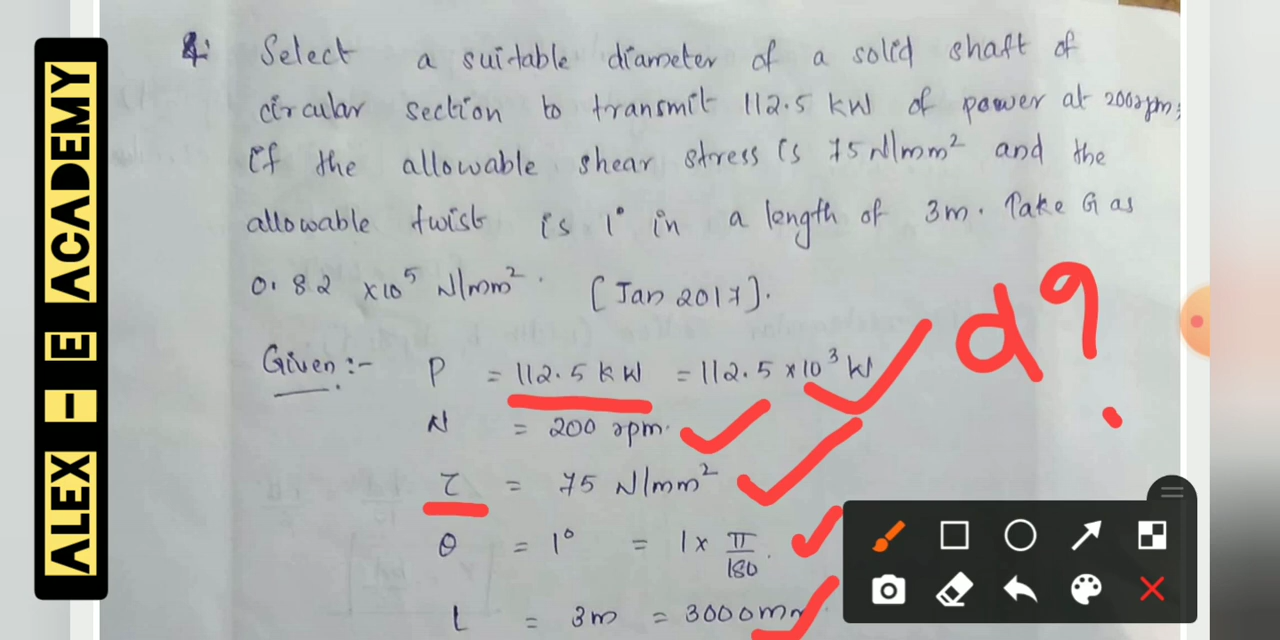 ALEX - E ACADEMY
4. Select a suitable diameter of a solid shaft of
circular section to transmit 112.5 kW of power at 200rpm;
if the allowable shear stress is 75 N/mm² and the
allowable twist is 1° in a length of 3m. Take G as
0.82 x10⁵ N/mm². [Jan 2017].
d?
Given:- P = 112.5 kW = 112.5 x10³ W
N = 200 rpm.
τ = 75 N/mm²
θ = 1° = 1 x π/180.
L = 3m = 3000mm.